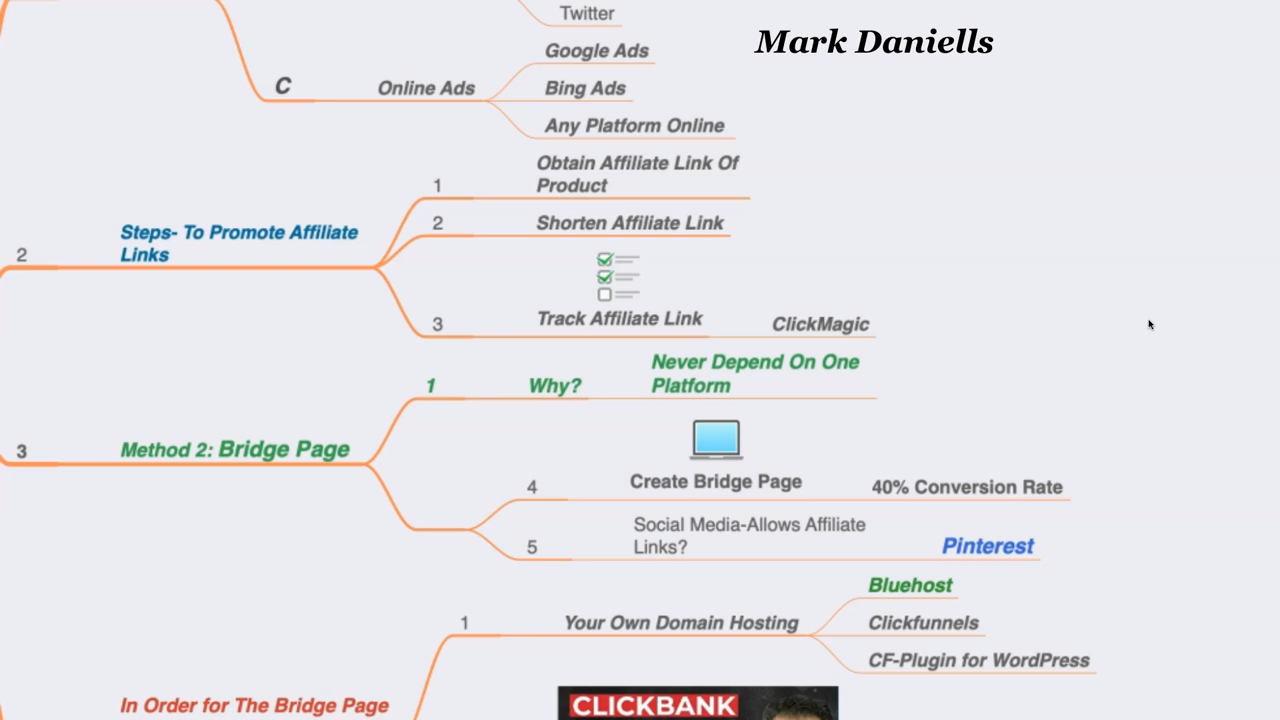 Twitter
Mark Daniells
Google Ads
C
Online Ads
Bing Ads
Any Platform Online
Obtain Affiliate Link Of
Product
1
2
Shorten Affiliate Link
Steps- To Promote Affiliate
Links
2
3
Track Affiliate Link
ClickMagic
Never Depend On One
Platform
1
Why?
3
Method 2: Bridge Page
4
Create Bridge Page
40% Conversion Rate
Social Media-Allows Affiliate
Links?
5
Pinterest
Bluehost
1
Your Own Domain Hosting
Clickfunnels
CF-Plugin for WordPress
In Order for The Bridge Page
CLICKBANK